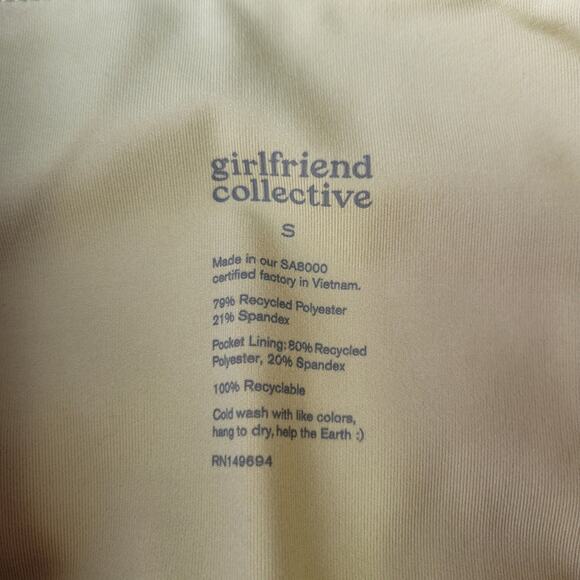 girlfriend
collective
S
Made in our SA8000
certified factory in Vietnam.
79% Recycled Polyester
21% Spandex
Pocket Lining: 80% Recycled
Polyester, 20% Spandex
100% Recyclable
Cold wash with like colors,
hang to dry, help the Earth :)
RN149694